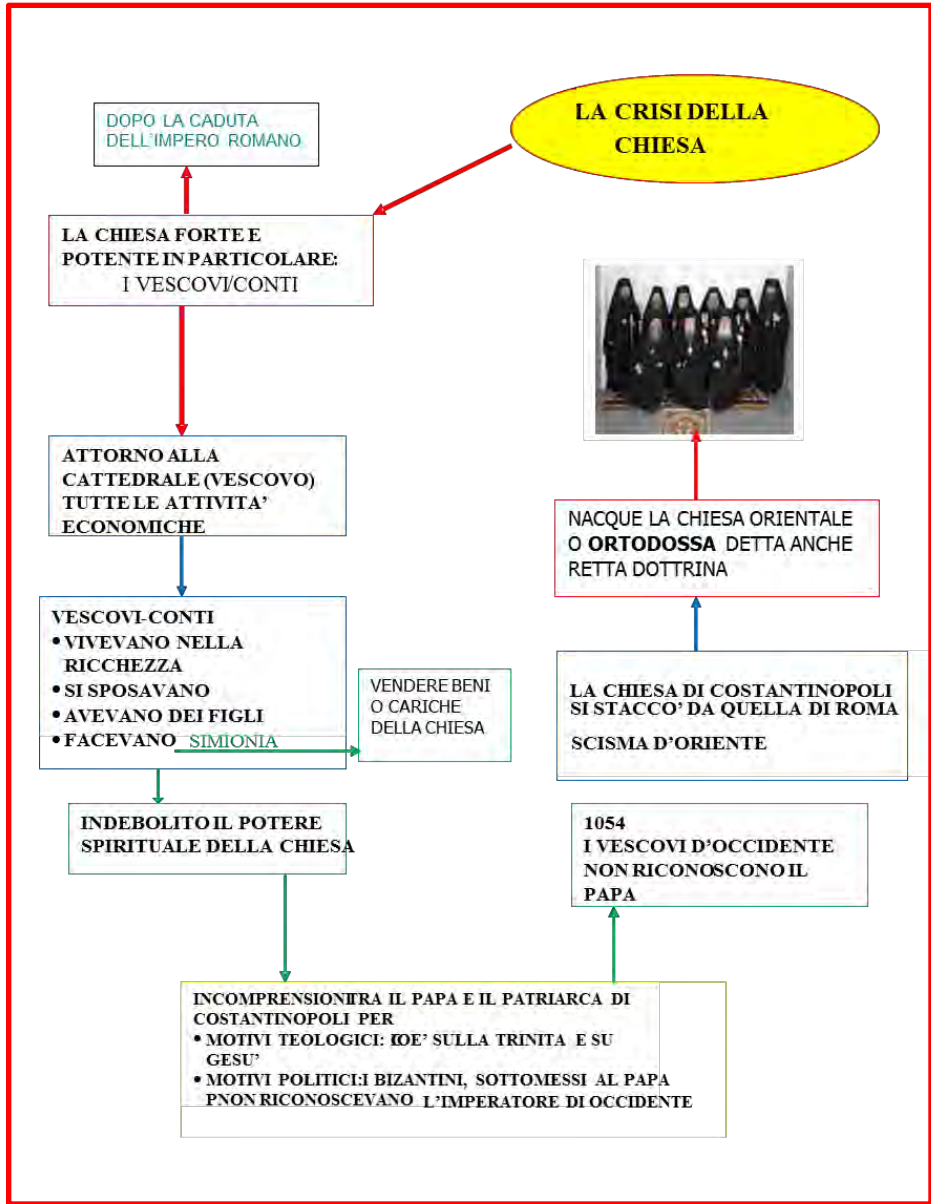 LA CRISI DELLA
CHIESA
DOPO LA CADUTA
DELL'IMPERO ROMANO
LA CHIESA FORTE E
POTENTE IN PARTICOLARE:
I VESCOVI/CONTI
ATTORNO ALLA
CATTEDRALE (VESCOVO)
TUTTE LE ATTIVITA'
ECONOMICHE
VESCOVI-CONTI
• VIVEVANO NELLA
RICCHEZZA
• SI SPOSAVANO
• AVEVANO DEI FIGLI
• FACEVANO SIMIONIA
VENDERE BENI
O CARICHE
DELLA CHIESA
INDEBOLITO IL POTERE
SPIRITUALE DELLA CHIESA
INCOMPRENSIONI TRA IL PAPA E IL PATRIARCA DI
COSTANTINOPOLI PER
• MOTIVI TEOLOGICI: SULLA TRINITA E SU
GESU'
• MOTIVI POLITICI:I BIZANTINI, SOTTOMESSI AL PAPA
NON RICONOSCEVANO L'IMPERATORE DI OCCIDENTE
1054
I VESCOVI D'OCCIDENTE
NON RICONOSCONO IL
PAPA
LA CHIESA DI COSTANTINOPOLI
SI STACCO' DA QUELLA DI ROMA
SCISMA D'ORIENTE
NACQUE LA CHIESA ORIENTALE
O ORTODOSSA DETTA ANCHE
RETTA DOTTRINA